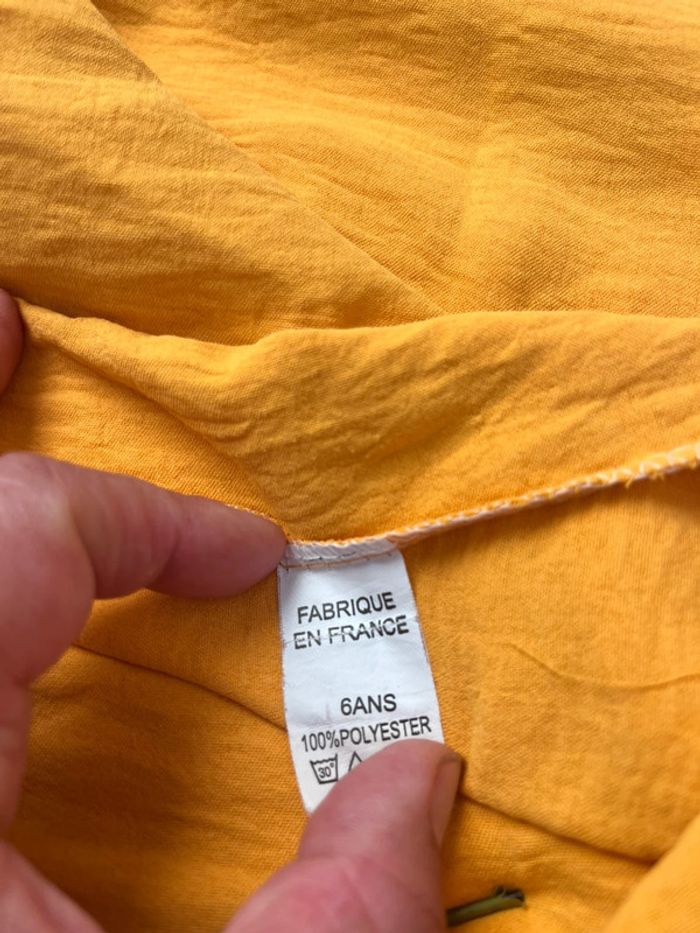 FABRIQUE
EN FRANCE
6ANS
100%POLYESTER
30°